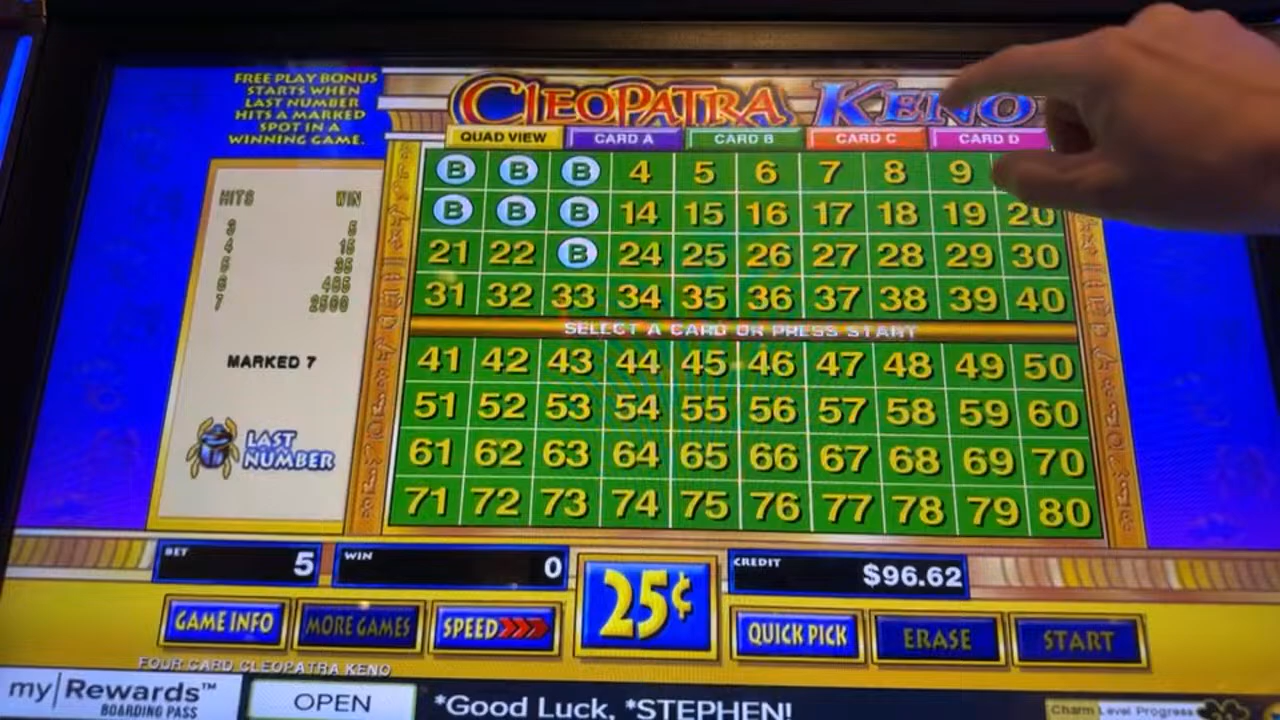 FREE PLAY BONUS
STARTS WHEN
LAST NUMBER
HITS A MARKED
SPOT IN A
WINNING GAME.
CLEOPATRA KENO
QUAD VIEW CARD A CARD B CARD C CARD D
HITS WIN
3 5
4 15
5 35
6 485
7 2500
MARKED 7
LAST
NUMBER
B B B 4 5 6 7 8 9
B B B 14 15 16 17 18 19 20
21 22 B 24 25 26 27 28 29 30
31 32 33 34 35 36 37 38 39 40
SELECT A CARD OR PRESS START
41 42 43 44 45 46 47 48 49 50
51 52 53 54 55 56 57 58 59 60
61 62 63 64 65 66 67 68 69 70
71 72 73 74 75 76 77 78 79 80
BET 5 WIN 0 25¢ CREDIT $96.62
GAME INFO MORE GAMES SPEED QUICK PICK ERASE START
FOUR CARD CLEOPATRA KENO
my|Rewards™
BOARDING PASS
OPEN
*Good Luck, *STEPHEN!
Charm Level Progress